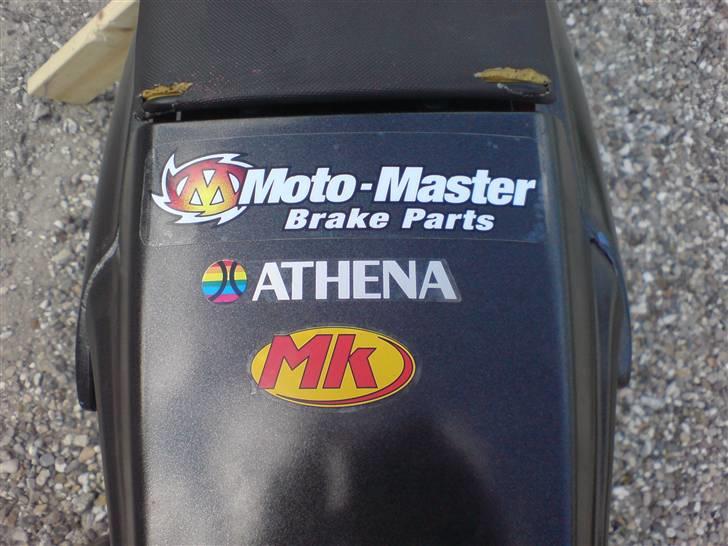 Moto-Master
Brake Parts
ATHENA
Mk